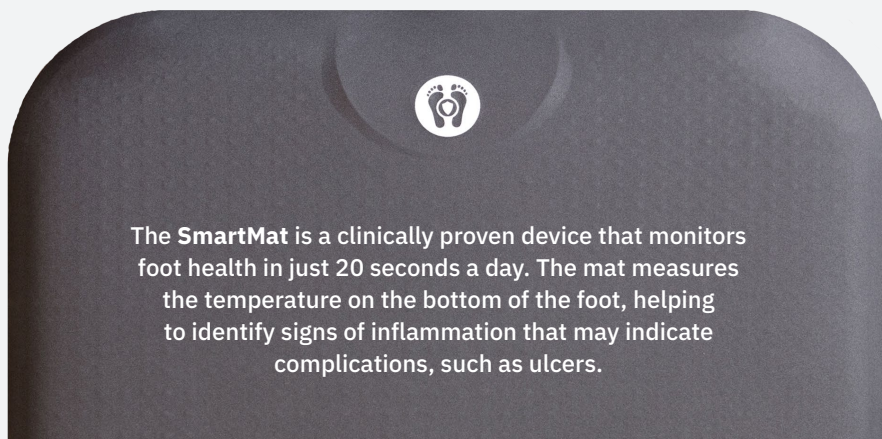 The SmartMat is a clinically proven device that monitors
foot health in just 20 seconds a day. The mat measures
the temperature on the bottom of the foot, helping
to identify signs of inflammation that may indicate
complications, such as ulcers.